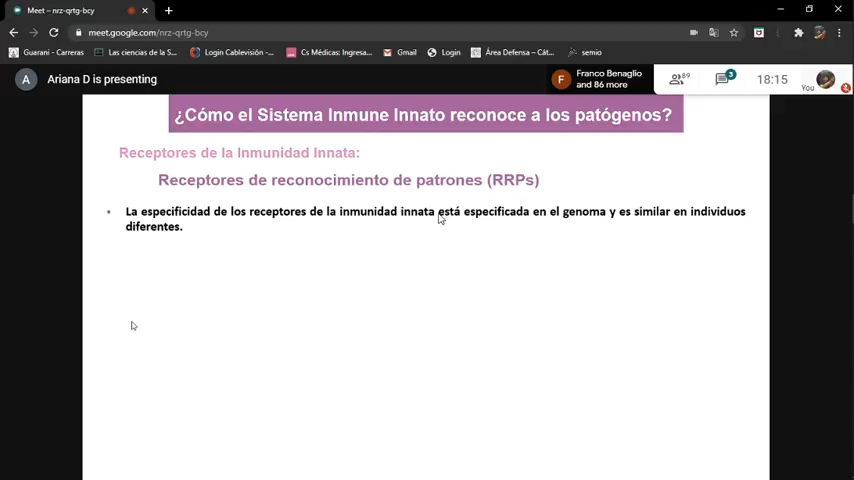 Meet – nrz-qrtg-bcy
meet.google.com/nrz-qrtg-bcy
Guarani - Carreras
Las ciencias de la S...
Login Cablevisión -...
Cs Médicas: Ingresa...
Gmail
Login
Área Defensa – Cát...
semio
A
Ariana D is presenting
F
Franco Benaglio
and 86 more
89
3
18:15
You
¿Cómo el Sistema Inmune Innato reconoce a los patógenos?
Receptores de la Inmunidad Innata:
Receptores de reconocimiento de patrones (RRPs)
• La especificidad de los receptores de la inmunidad innata está especificada en el genoma y es similar en individuos
diferentes.